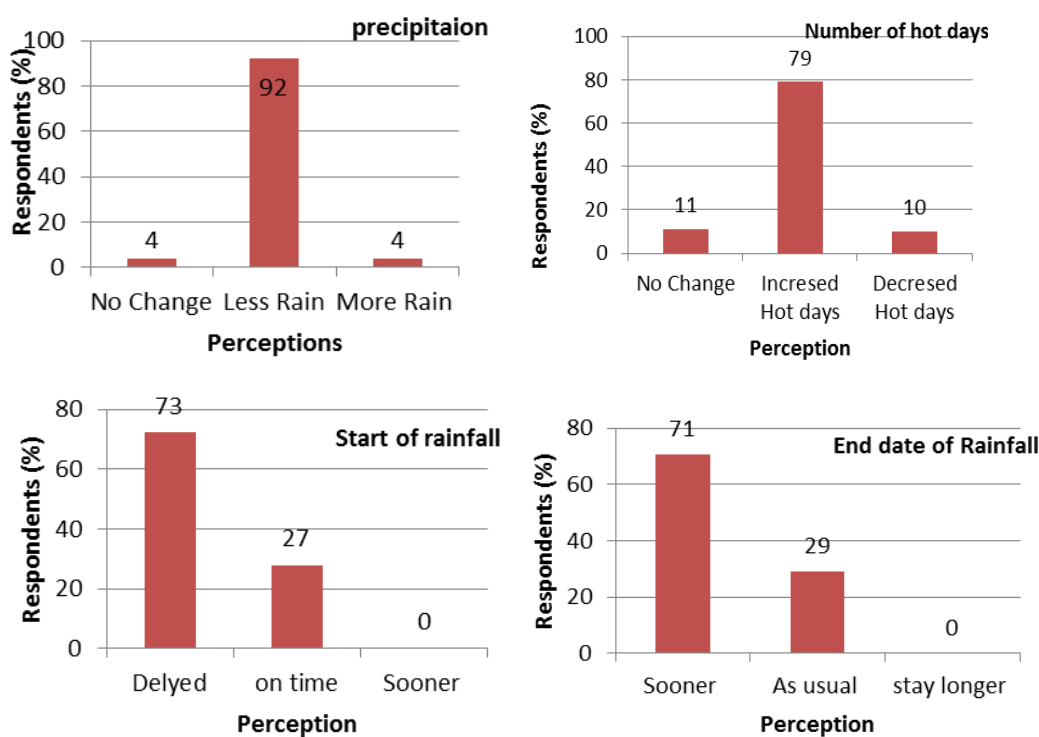 precipitaion
Respondents (%)
100
80
60
40
20
0
4
92
4
No Change
Less Rain
More Rain
Perceptions
Number of hot days
Respondents (%)
100
80
60
40
20
0
11
79
10
No Change
Incresed
Hot days
Decresed
Hot days
Perception
Start of rainfall
Respondents (%)
80
60
40
20
0
73
27
0
Delyed
on time
Sooner
Perception
End date of Rainfall
Respondents (%)
80
60
40
20
0
71
29
0
Sooner
As usual
stay longer
Perception